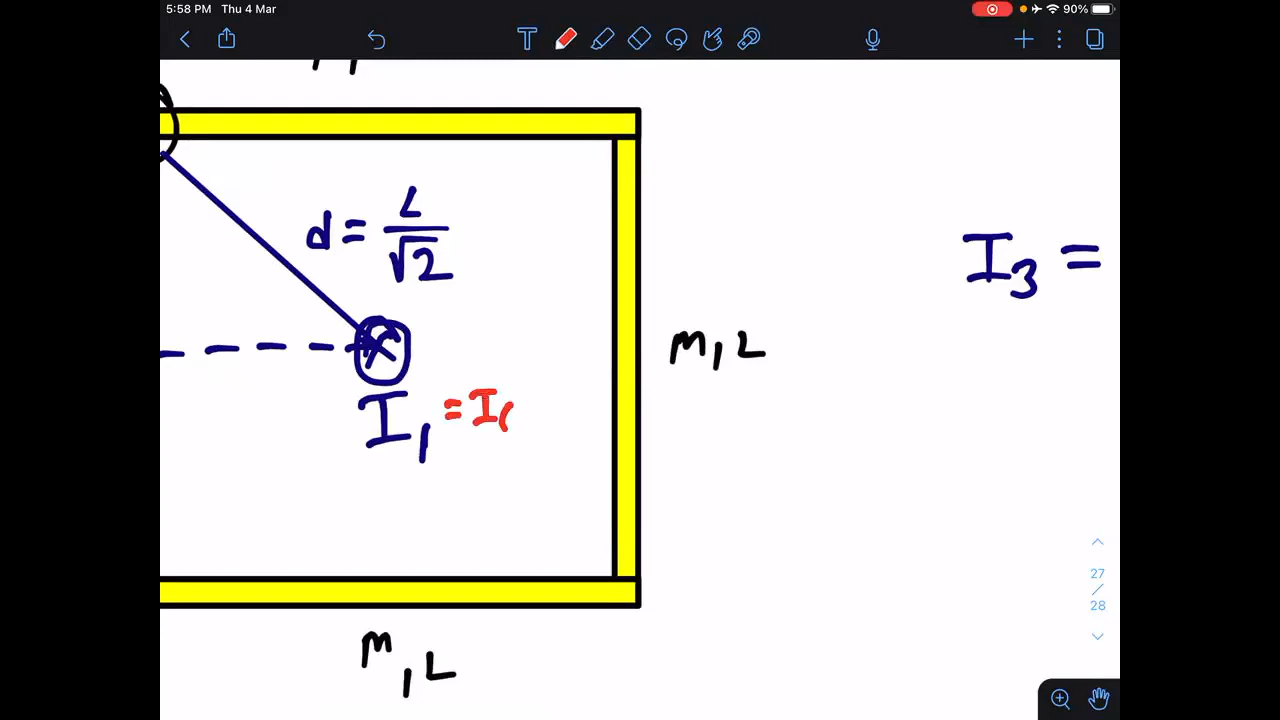 5:58 PM Thu 4 Mar
90%
d = L/√2
I₃ =
m, L
I₁ = I
27
/
28
m, L